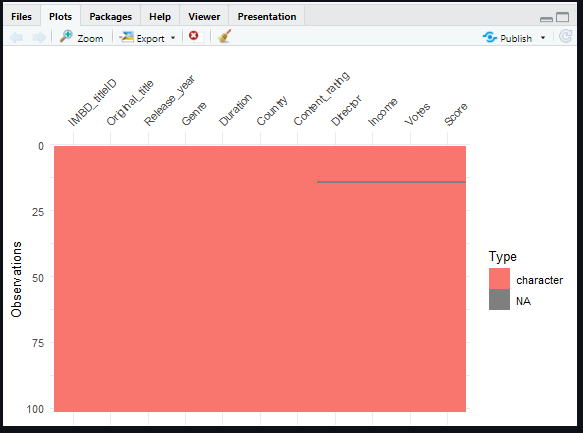 Files Plots Packages Help Viewer Presentation
Zoom Export Publish
IMBD_titleID Original_title Release_year Genre Duration Country Content_rating Director Income Votes Score
0
25
50
75
100
Observations
Type
character
NA